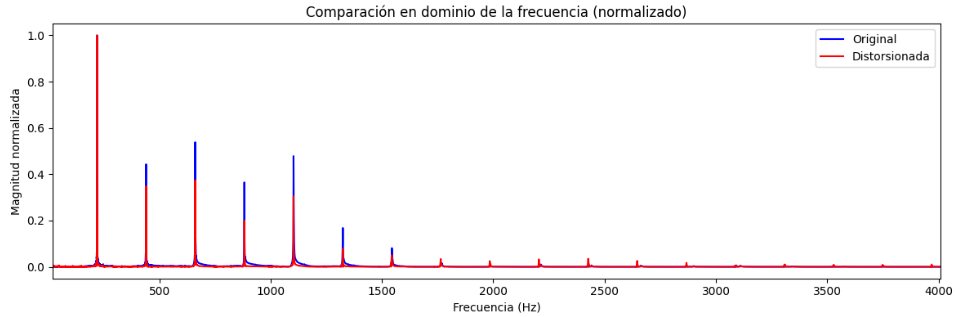 Comparación en dominio de la frecuencia (normalizado)
Original
Distorsionada
Magnitud normalizada
1.0
0.8
0.6
0.4
0.2
0.0
500 1000 1500 2000 2500 3000 3500 4000
Frecuencia (Hz)